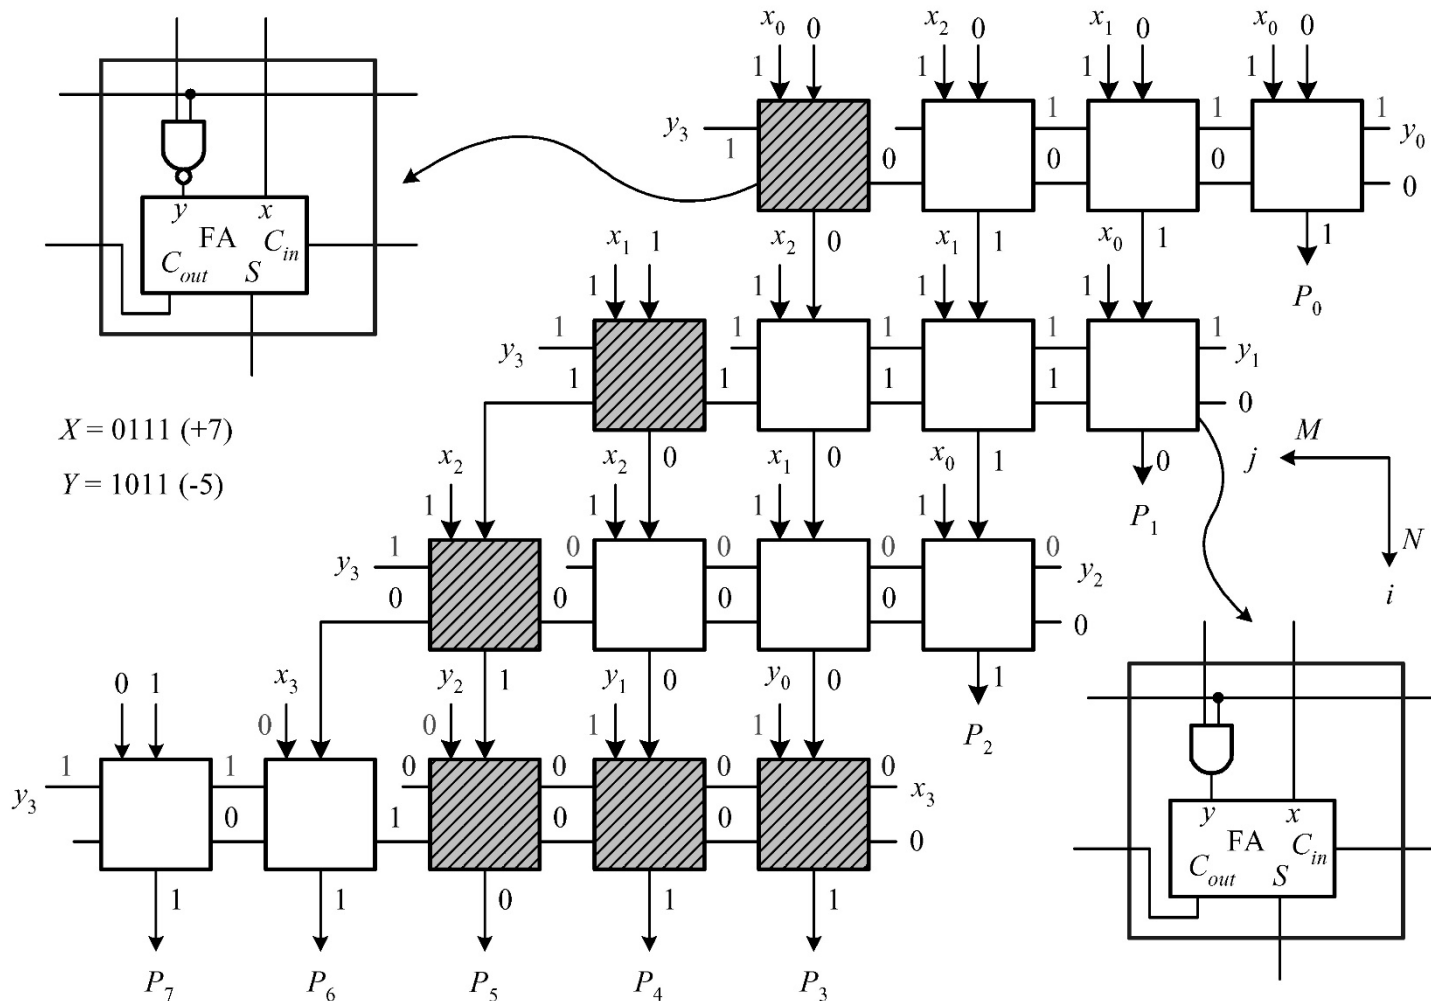 x0 0 x2 0 x1 0 x0 0
1 1 1 1
y3 1 1 1 1 y0
0 0 0 0
y x
FA
Cin
Cout S
x1 1 x2 0 x1 1 x0 1 1
P0
1 1 1 1
y3 1 1 1 1 1 y1
1 1 1 1 0
X = 0111 (+7)
Y = 1011 (-5)
x2 x2 0 x1 0 x0 1 0
P1
j M
N
i
1 1 1 1
y3 1 0 0 0 0 y2
0 0 0 0 0
0 1 x3 y2 1 y1 0 y0 0 1
P2
0 0 1 1
y3 1 1 0 0 0 0 x3
0 1 0 0 0
y x
FA
Cin
Cout S
1 1 0 1 1
P7 P6 P5 P4 P3